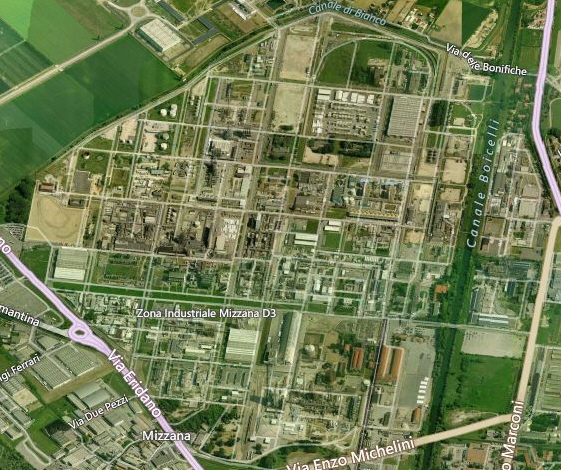 Canale di Bianco
Via delle Bonifiche
Canale Boicelli
Zona Industriale Mizzana D3
Via Eridano
Via Due Pezzi
Mizzana
Via Enzo Michelini
Marconi